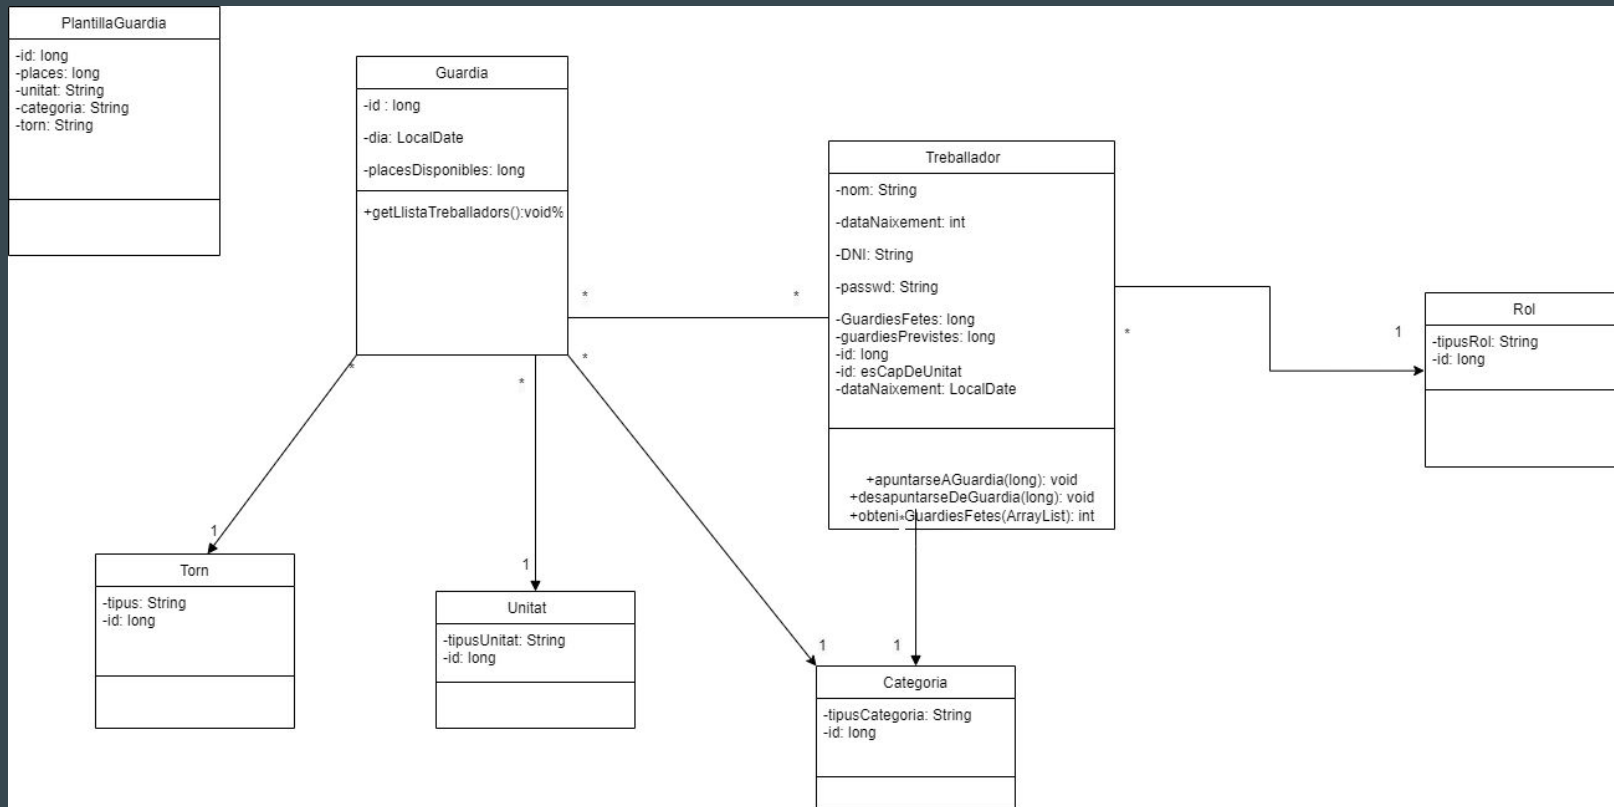 PlantillaGuardia
-id: long
-places: long
-unitat: String
-categoria: String
-torn: String
Guardia
-id : long
-dia: LocalDate
-placesDisponibles: long
+getLlistaTreballadors():void%
*
*
*
*
*
Treballador
-nom: String
-dataNaixement: int
-DNI: String
-passwd: String
-GuardiesFetes: long
-guardiesPrevistes: long
-id: long
-id: esCapDeUnitat
-dataNaixement: LocalDate
+apuntarseAGuardia(long): void
+desapuntarseDeGuardia(long): void
GuardiesFetes(ArrayList): int
*
1
Rol
-tipusRol: String
-id: long
1
Torn
-tipus: String
-id: long
1
Unitat
-tipusUnitat: String
-id: long
1
1
Categoria
-tipusCategoria: String
-id: long